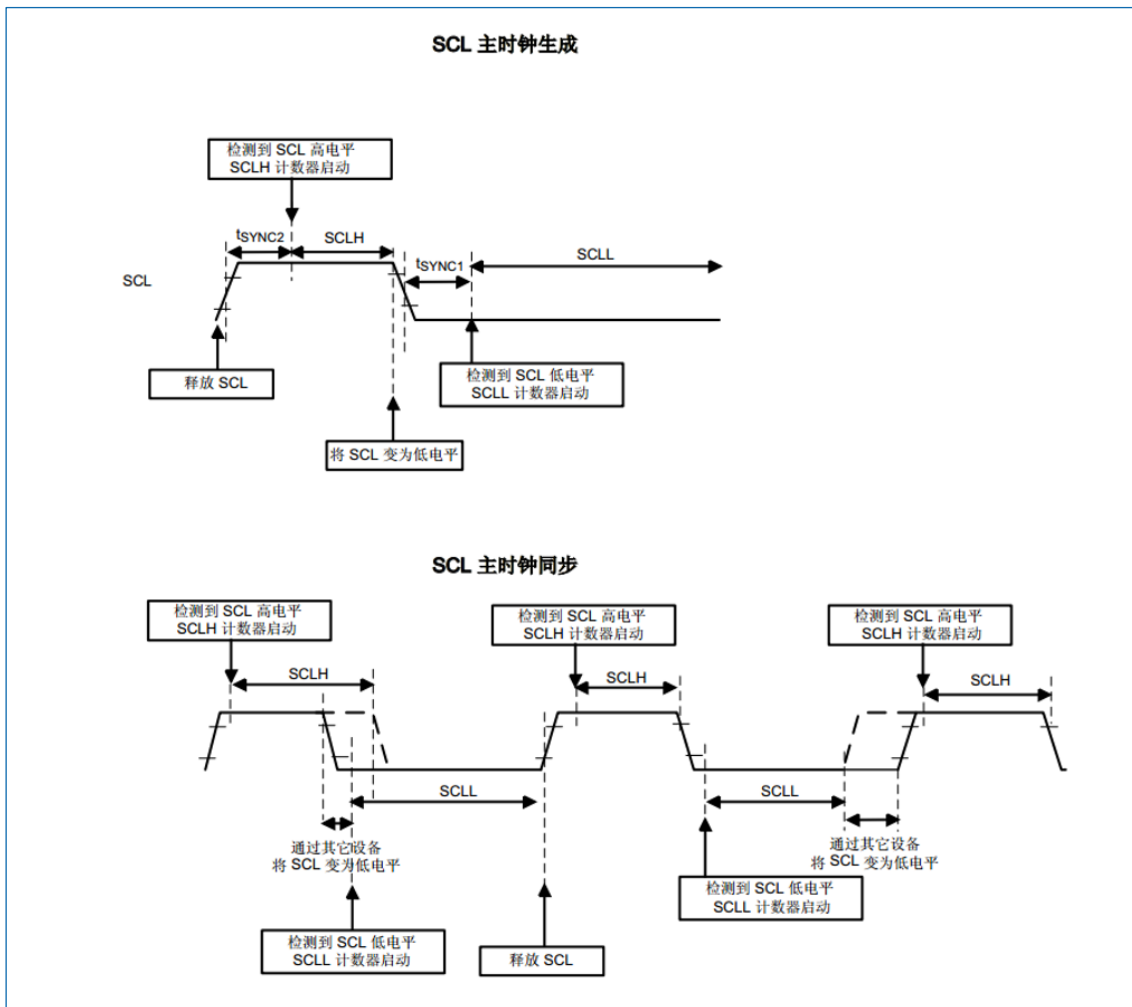 SCL 主时钟生成
检测到 SCL 高电平
SCLH 计数器启动
tSYNC2
SCLH
SCLL
tSYNC1
SCL
释放 SCL
检测到 SCL 低电平
SCLL 计数器启动
将 SCL 变为低电平
SCL 主时钟同步
检测到 SCL 高电平
SCLH 计数器启动
检测到 SCL 高电平
SCLH 计数器启动
检测到 SCL 高电平
SCLH 计数器启动
SCLH
SCLH
SCLH
SCLL
SCLL
通过其它设备
将 SCL 变为低电平
通过其它设备
将 SCL 变为低电平
检测到 SCL 低电平
SCLL 计数器启动
检测到 SCL 低电平
SCLL 计数器启动
释放 SCL